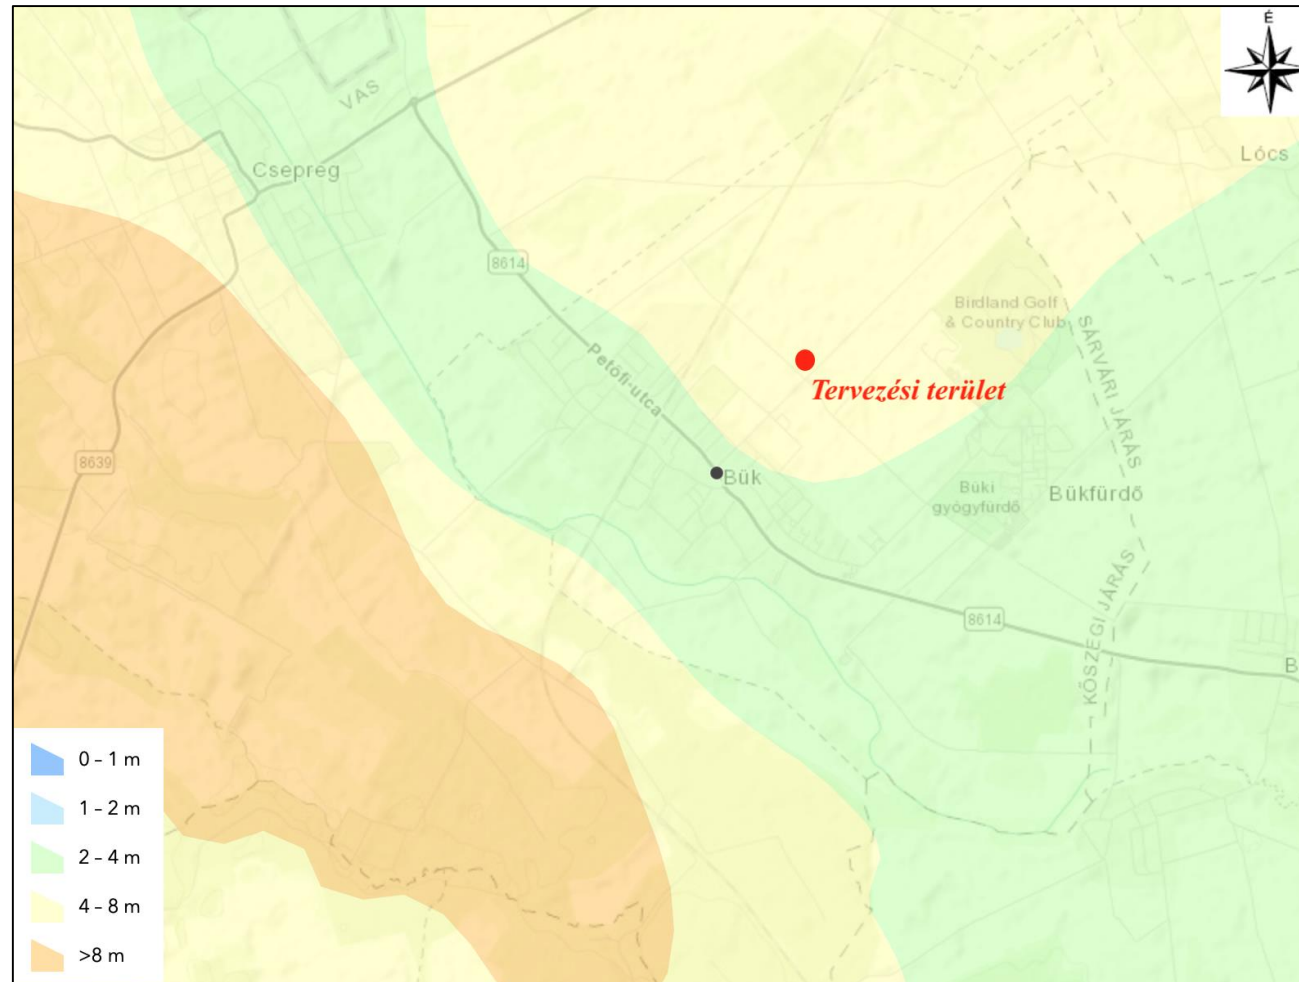 É
VAS
Csepreg
Lócs
8614
Birdland Golf
& Country Club
SÁRVÁRI JÁRÁS
Petőfi-utca
Tervezési terület
8639
Bük
Büki
gyógyfürdő
Bükfürdő
KŐSZEGI JÁRÁS
8614
B
0 – 1 m
1 – 2 m
2 – 4 m
4 – 8 m
>8 m